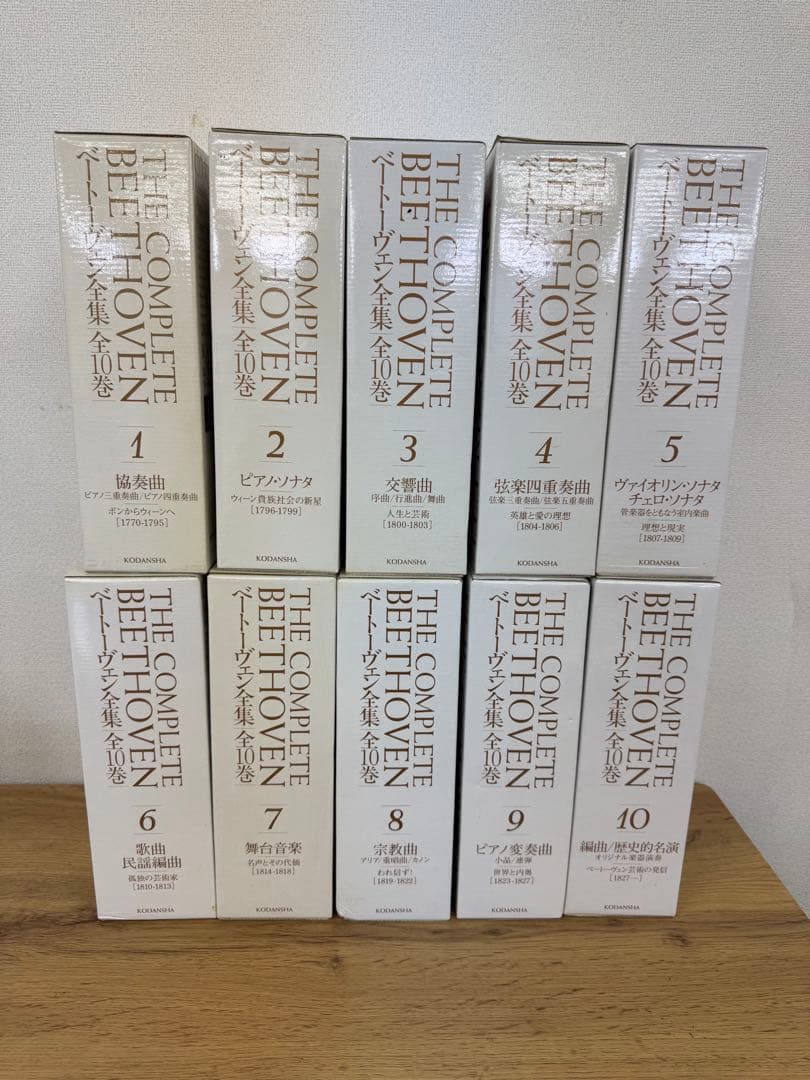 THE COMPLETE
BEETHOVEN
ベートーヴェン全集 全10巻
1
協奏曲
ピアノ三重奏曲/ピアノ四重奏曲
ボンからウィーンへ
[1770-1795]
KODANSHA
THE COMPLETE
BEETHOVEN
ベートーヴェン全集 全10巻
2
ピアノ・ソナタ
ウィーン貴族社会の新星
[1796-1799]
KODANSHA
THE COMPLETE
BEETHOVEN
ベートーヴェン全集 全10巻
3
交響曲
序曲/行進曲/舞曲
人生と芸術
[1800-1803]
KODANSHA
THE COMPLETE
BEETHOVEN
ベートーヴェン全集 全10巻
4
弦楽四重奏曲
弦楽三重奏曲/弦楽五重奏曲
英雄と愛の理想
[1804-1806]
KODANSHA
THE COMPLETE
BEETHOVEN
ベートーヴェン全集 全10巻
5
ヴァイオリン・ソナタ
チェロ・ソナタ
管楽器をともなう室内楽曲
理想と現実
[1807-1809]
KODANSHA
THE COMPLETE
BEETHOVEN
ベートーヴェン全集 全10巻
6
歌曲
民謡編曲
孤独の芸術家
[1810-1813]
KODANSHA
THE COMPLETE
BEETHOVEN
ベートーヴェン全集 全10巻
7
舞台音楽
名声とその代価
[1814-1818]
KODANSHA
THE COMPLETE
BEETHOVEN
ベートーヴェン全集 全10巻
8
宗教曲
アリア/重唱曲/カノン
われ信ず!
[1819-1822]
KODANSHA
THE COMPLETE
BEETHOVEN
ベートーヴェン全集 全10巻
9
ピアノ変奏曲
小品/連弾
世界と内奥
[1823-1827]
KODANSHA
THE COMPLETE
BEETHOVEN
ベートーヴェン全集 全10巻
10
編曲/歴史的名演
オリジナル楽器演奏
ベートーヴェン芸術の発信
[1827-]
KODANSHA